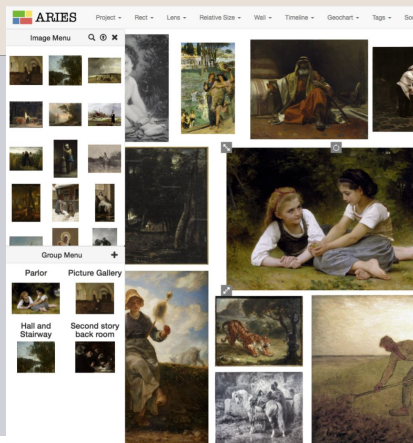 ARIES
Project Rect Lens Relative Size Wall Timeline Geochart Tags
Image Menu
Group Menu
Parlor Picture Gallery
Hall and Stairway Second story back room